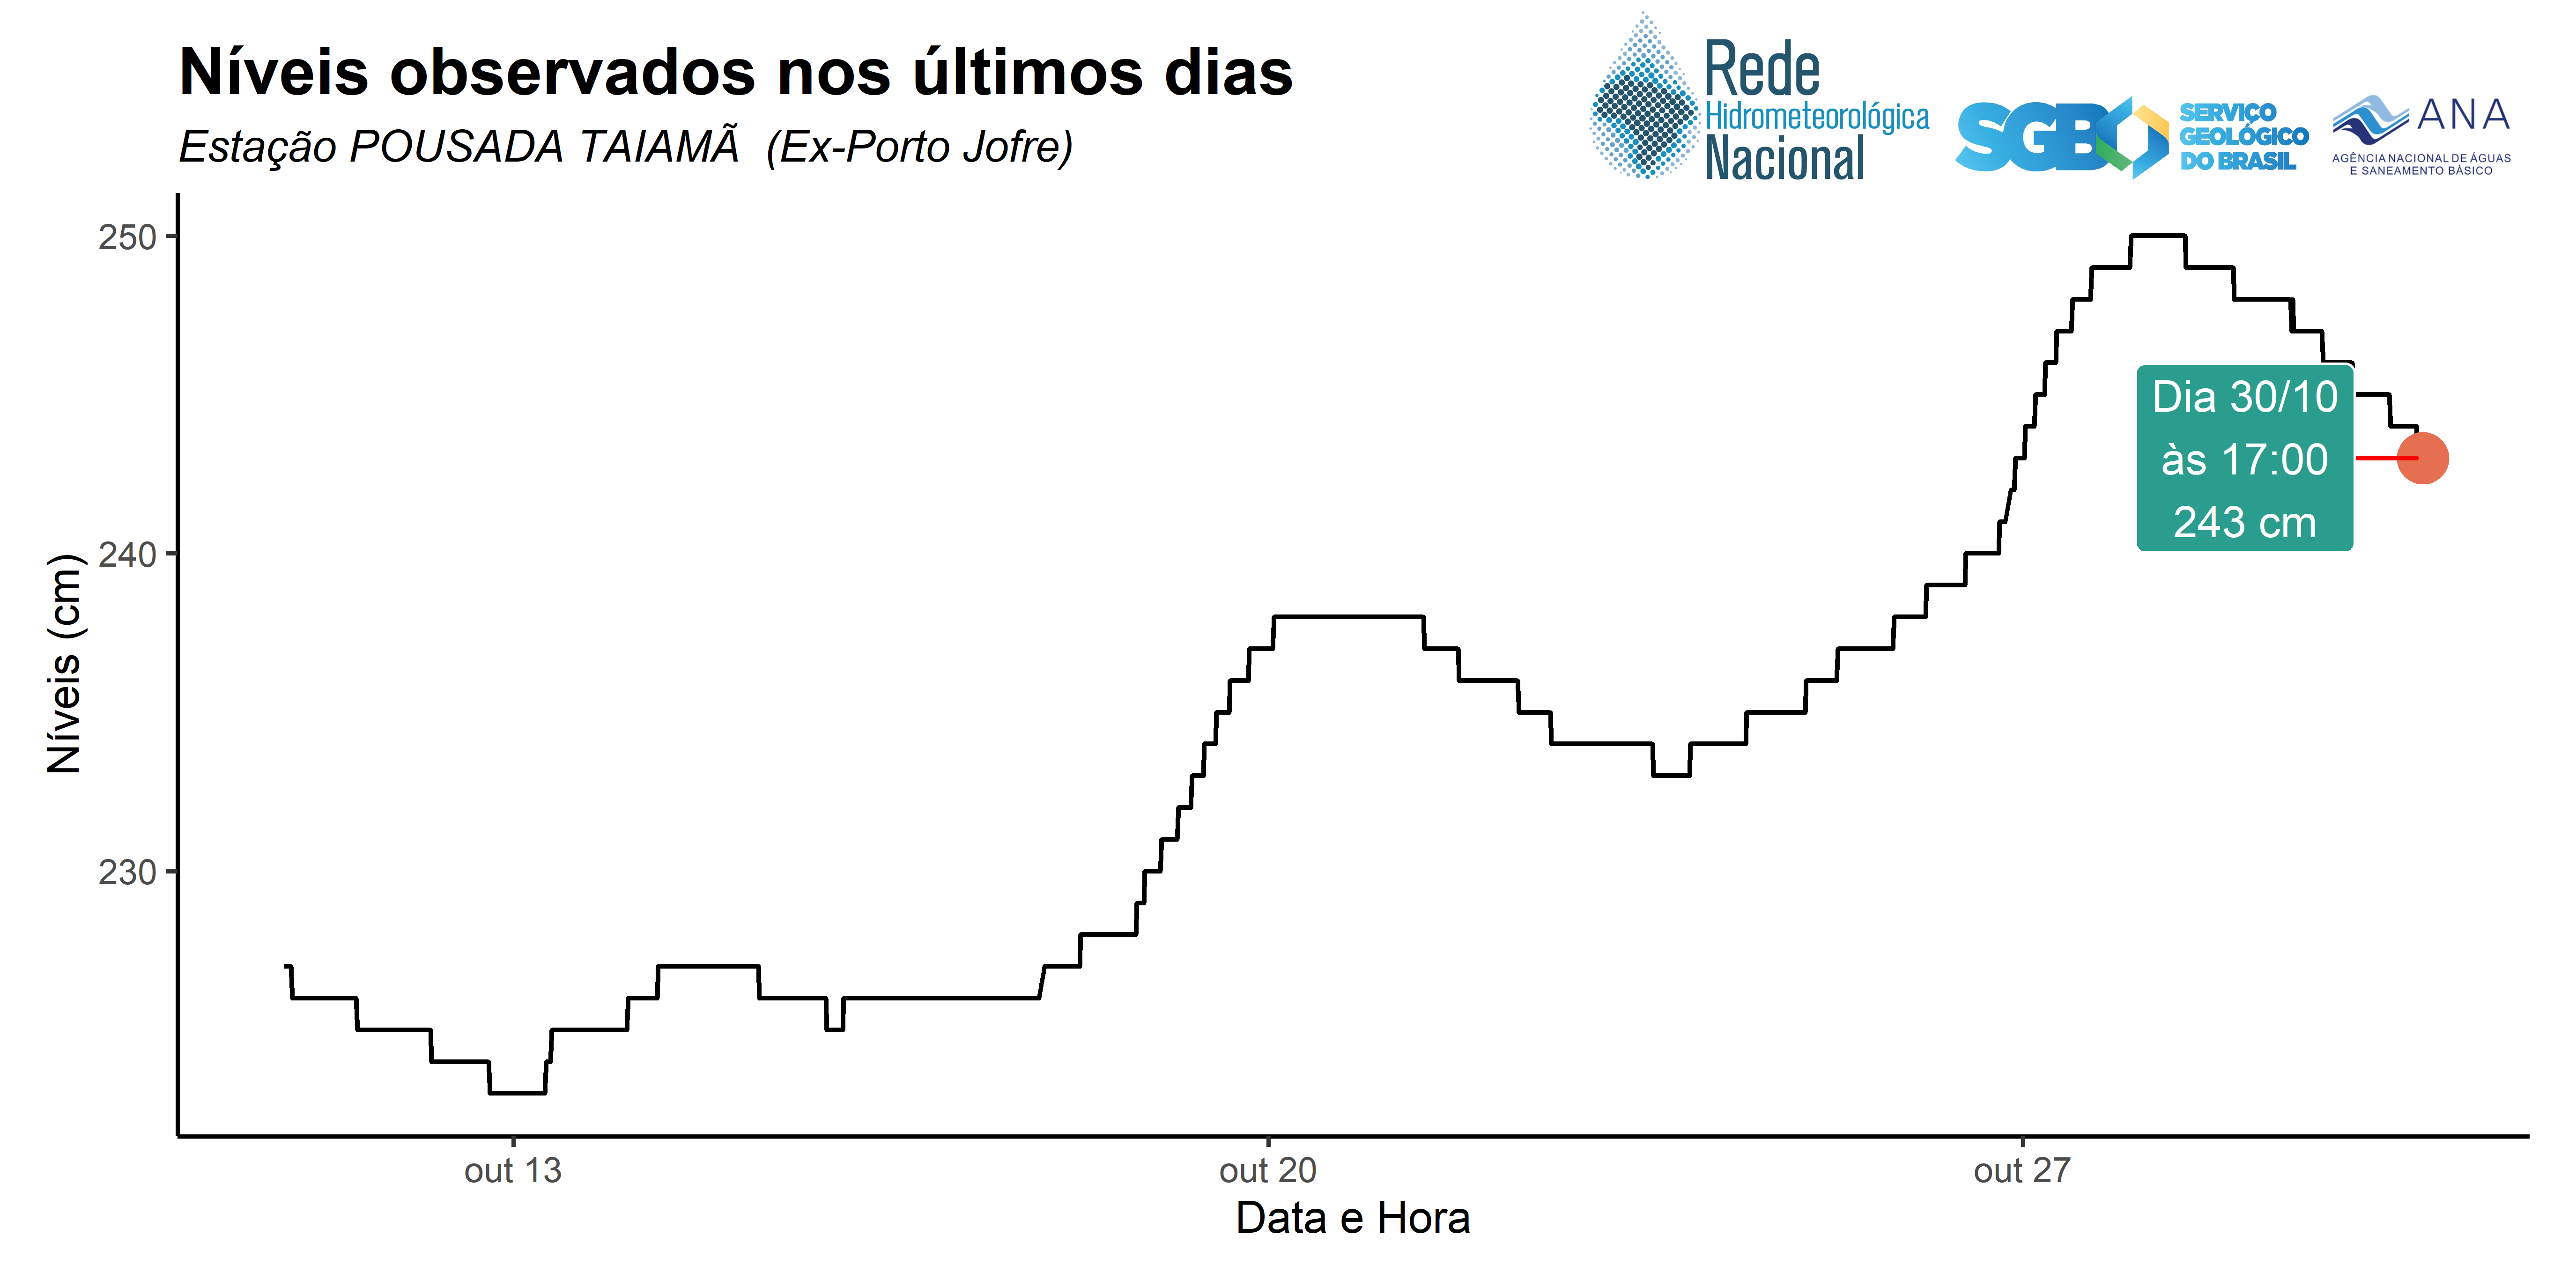 Níveis observados nos últimos dias
Estação POUSADA TAIAMÃ (Ex-Porto Jofre)
Rede
Hidrometeorológica
Nacional
SGB
SERVIÇO
GEOLÓGICO
DO BRASIL
ANA
AGÊNCIA NACIONAL DE ÁGUAS
E SANEAMENTO BÁSICO
250
240
230
Níveis (cm)
Dia 30/10
às 17:00
243 cm
out 13
out 20
out 27
Data e Hora